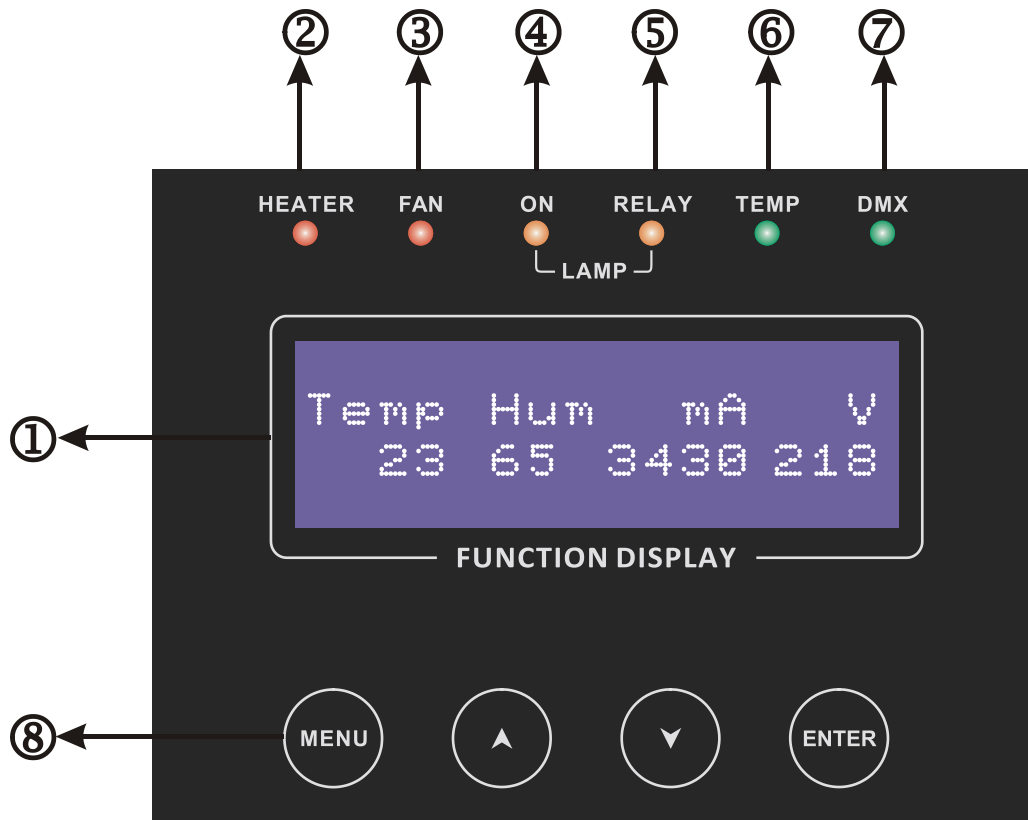 ② ③ ④ ⑤ ⑥ ⑦
HEATER FAN ON RELAY TEMP DMX
LAMP
Temp Hum mA V
①
23 65 3430 218
FUNCTION DISPLAY
⑧ MENU ENTER